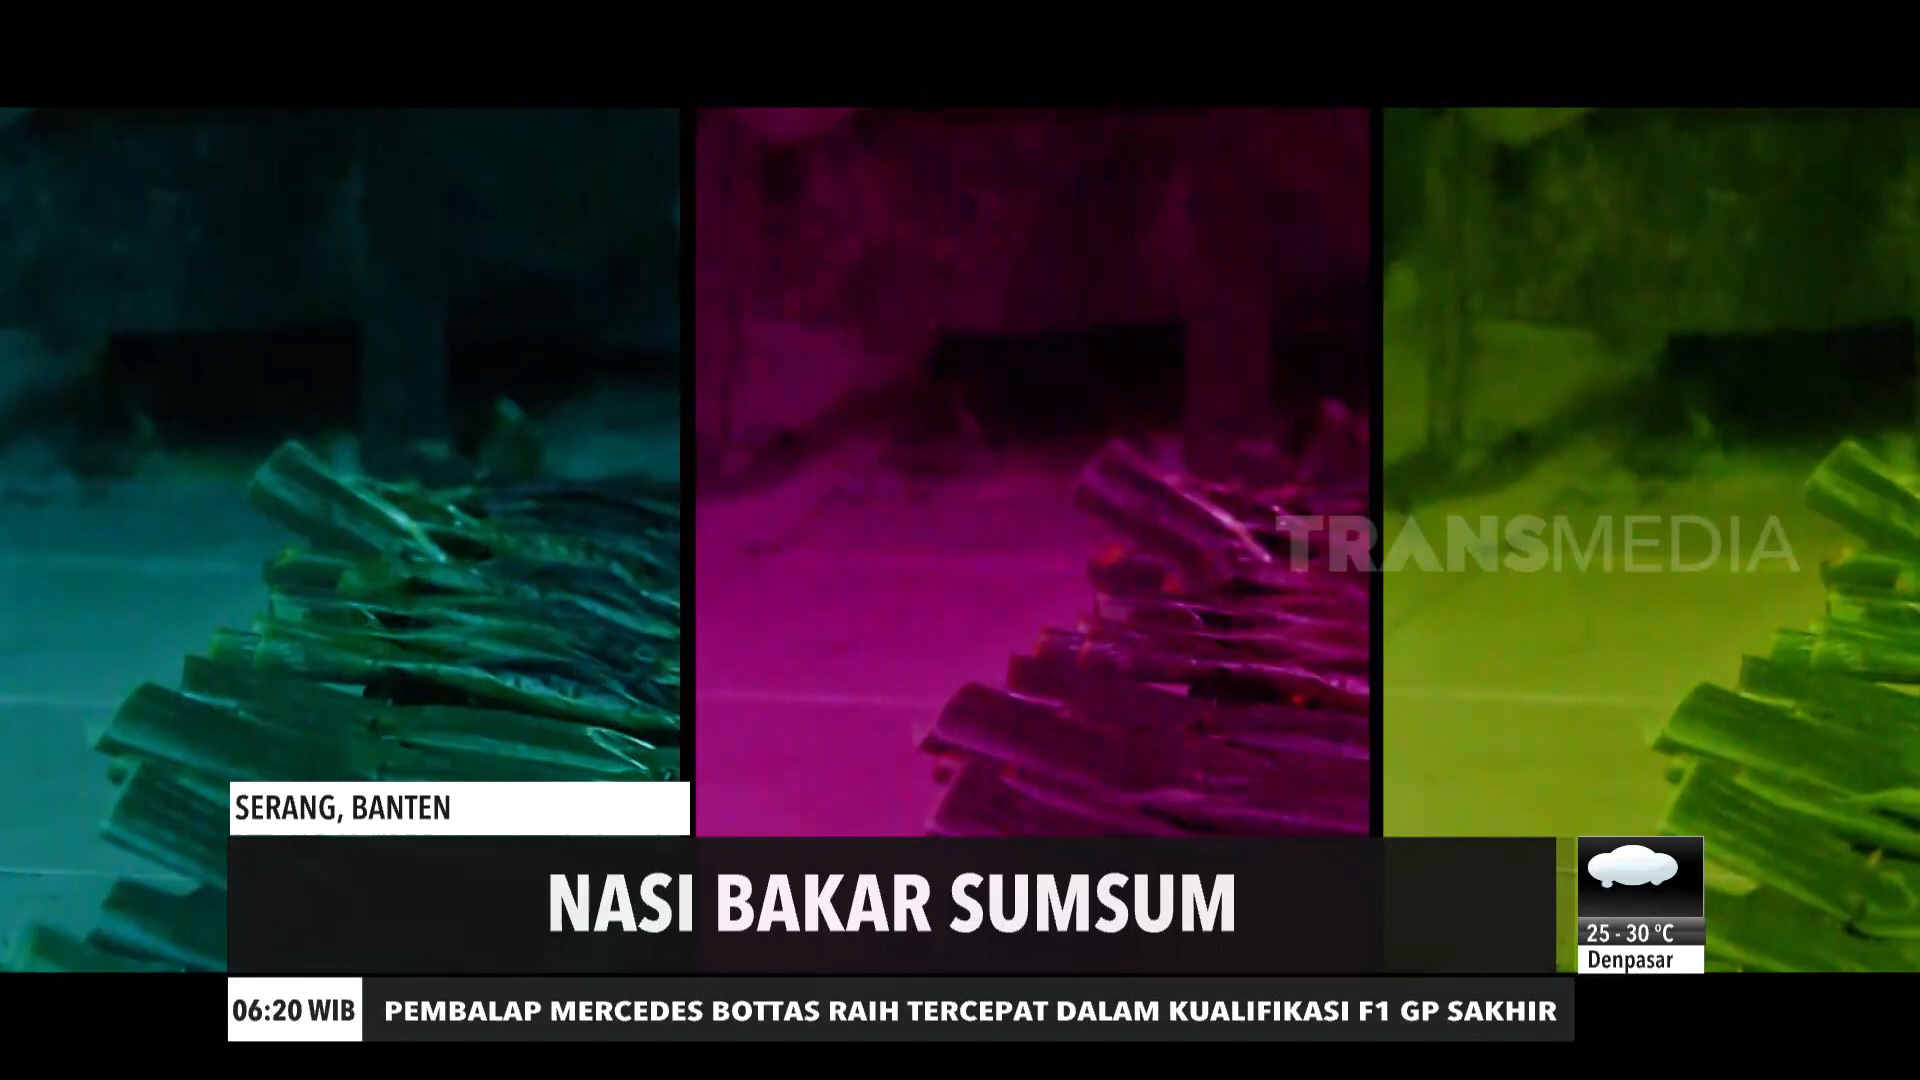 TRANSMEDIA
SERANG, BANTEN
NASI BAKAR SUMSUM
25 - 30 °C
Denpasar
06:20 WIB
PEMBALAP MERCEDES BOTTAS RAIH TERCEPAT DALAM KUALIFIKASI F1 GP SAKHIR